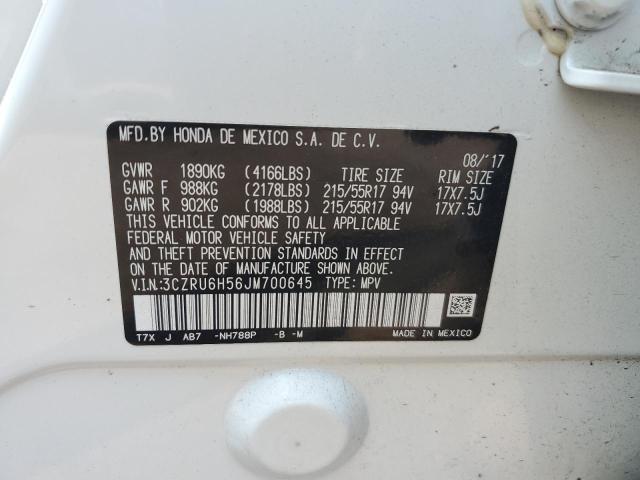 MFD.BY HONDA DE MEXICO S.A. DE C.V. 08/'17
GVWR 1890KG (4166LBS) TIRE SIZE RIM SIZE
GAWR F 988KG (2178LBS) 215/55R17 94V 17X7.5J
GAWR R 902KG (1988LBS) 215/55R17 94V 17X7.5J
THIS VEHICLE CONFORMS TO ALL APPLICABLE
FEDERAL MOTOR VEHICLE SAFETY
AND THEFT PREVENTION STANDARDS IN EFFECT
ON THE DATE OF MANUFACTURE SHOWN ABOVE.
V.I.N:3CZRU6H56JM700645 TYPE: MPV
T7X J AB7 -NH788P -B -M MADE IN MEXICO